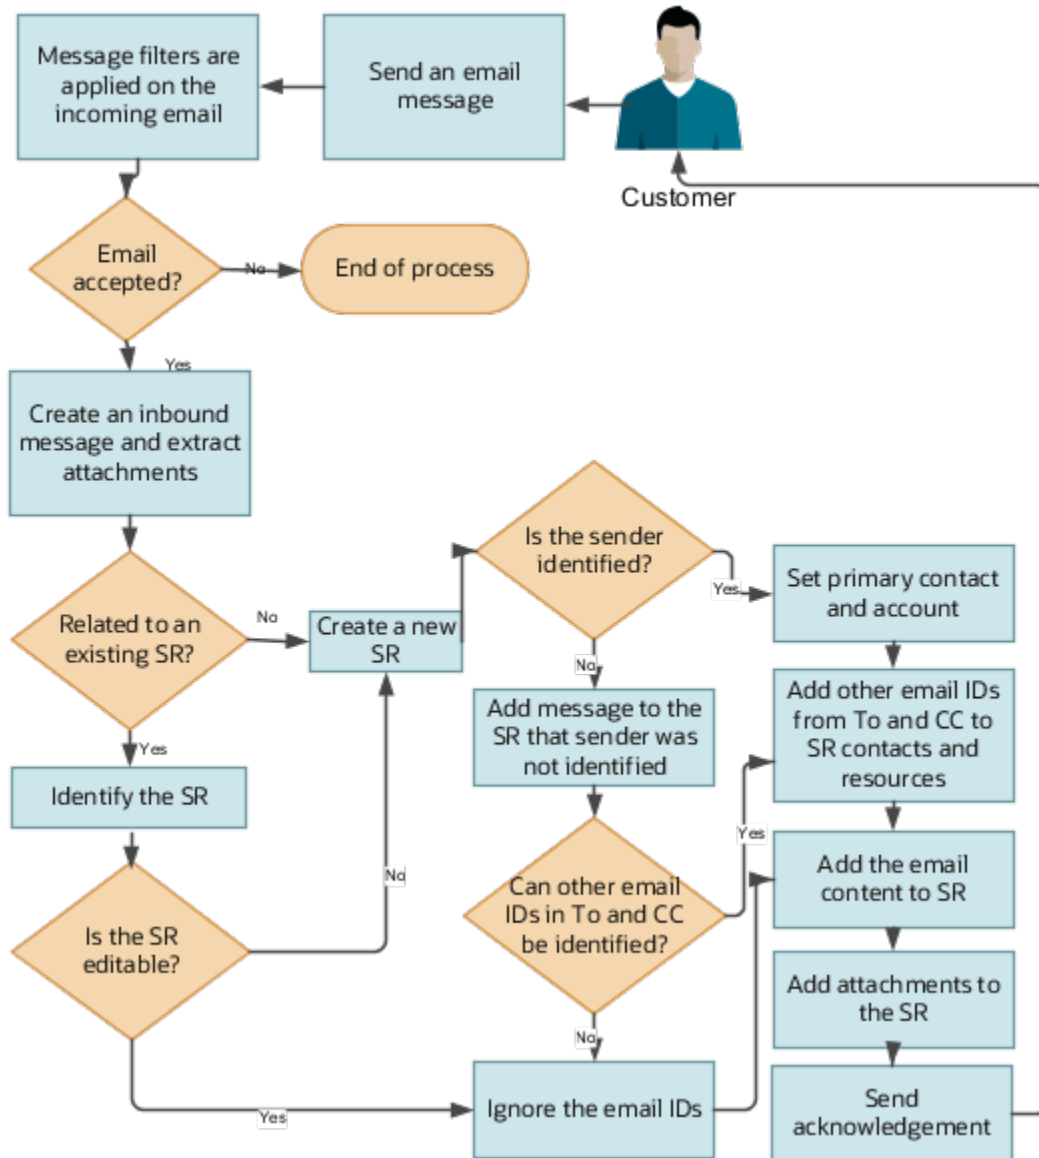 Message filters are
applied on the
incoming email
Send an email
message
Customer
Email
accepted?
No
End of process
Yes
Create an inbound
message and extract
attachments
Related to an
existing SR?
No
Create a new
SR
Is the sender
identified?
Yes
Set primary contact
and account
No
Add message to the
SR that sender was
not identified
Add other email IDs
from To and CC to
SR contacts and
resources
Yes
Identify the SR
Yes
Can other email
IDs in To and CC
be identified?
Add the email
content to SR
No
Is the SR
editable?
Add attachments to
the SR
No
Yes
Ignore the email IDs
Send
acknowledgement